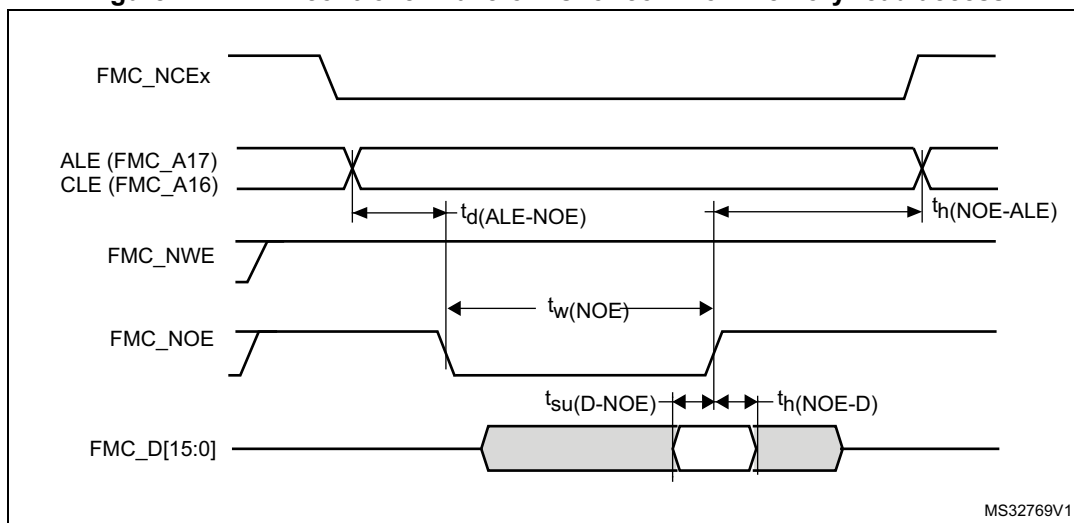 FMC_NCEx
ALE (FMC_A17)
CLE (FMC_A16)
td(ALE-NOE)
th(NOE-ALE)
FMC_NWE
tw(NOE)
FMC_NOE
tsu(D-NOE)
th(NOE-D)
FMC_D[15:0]
MS32769V1